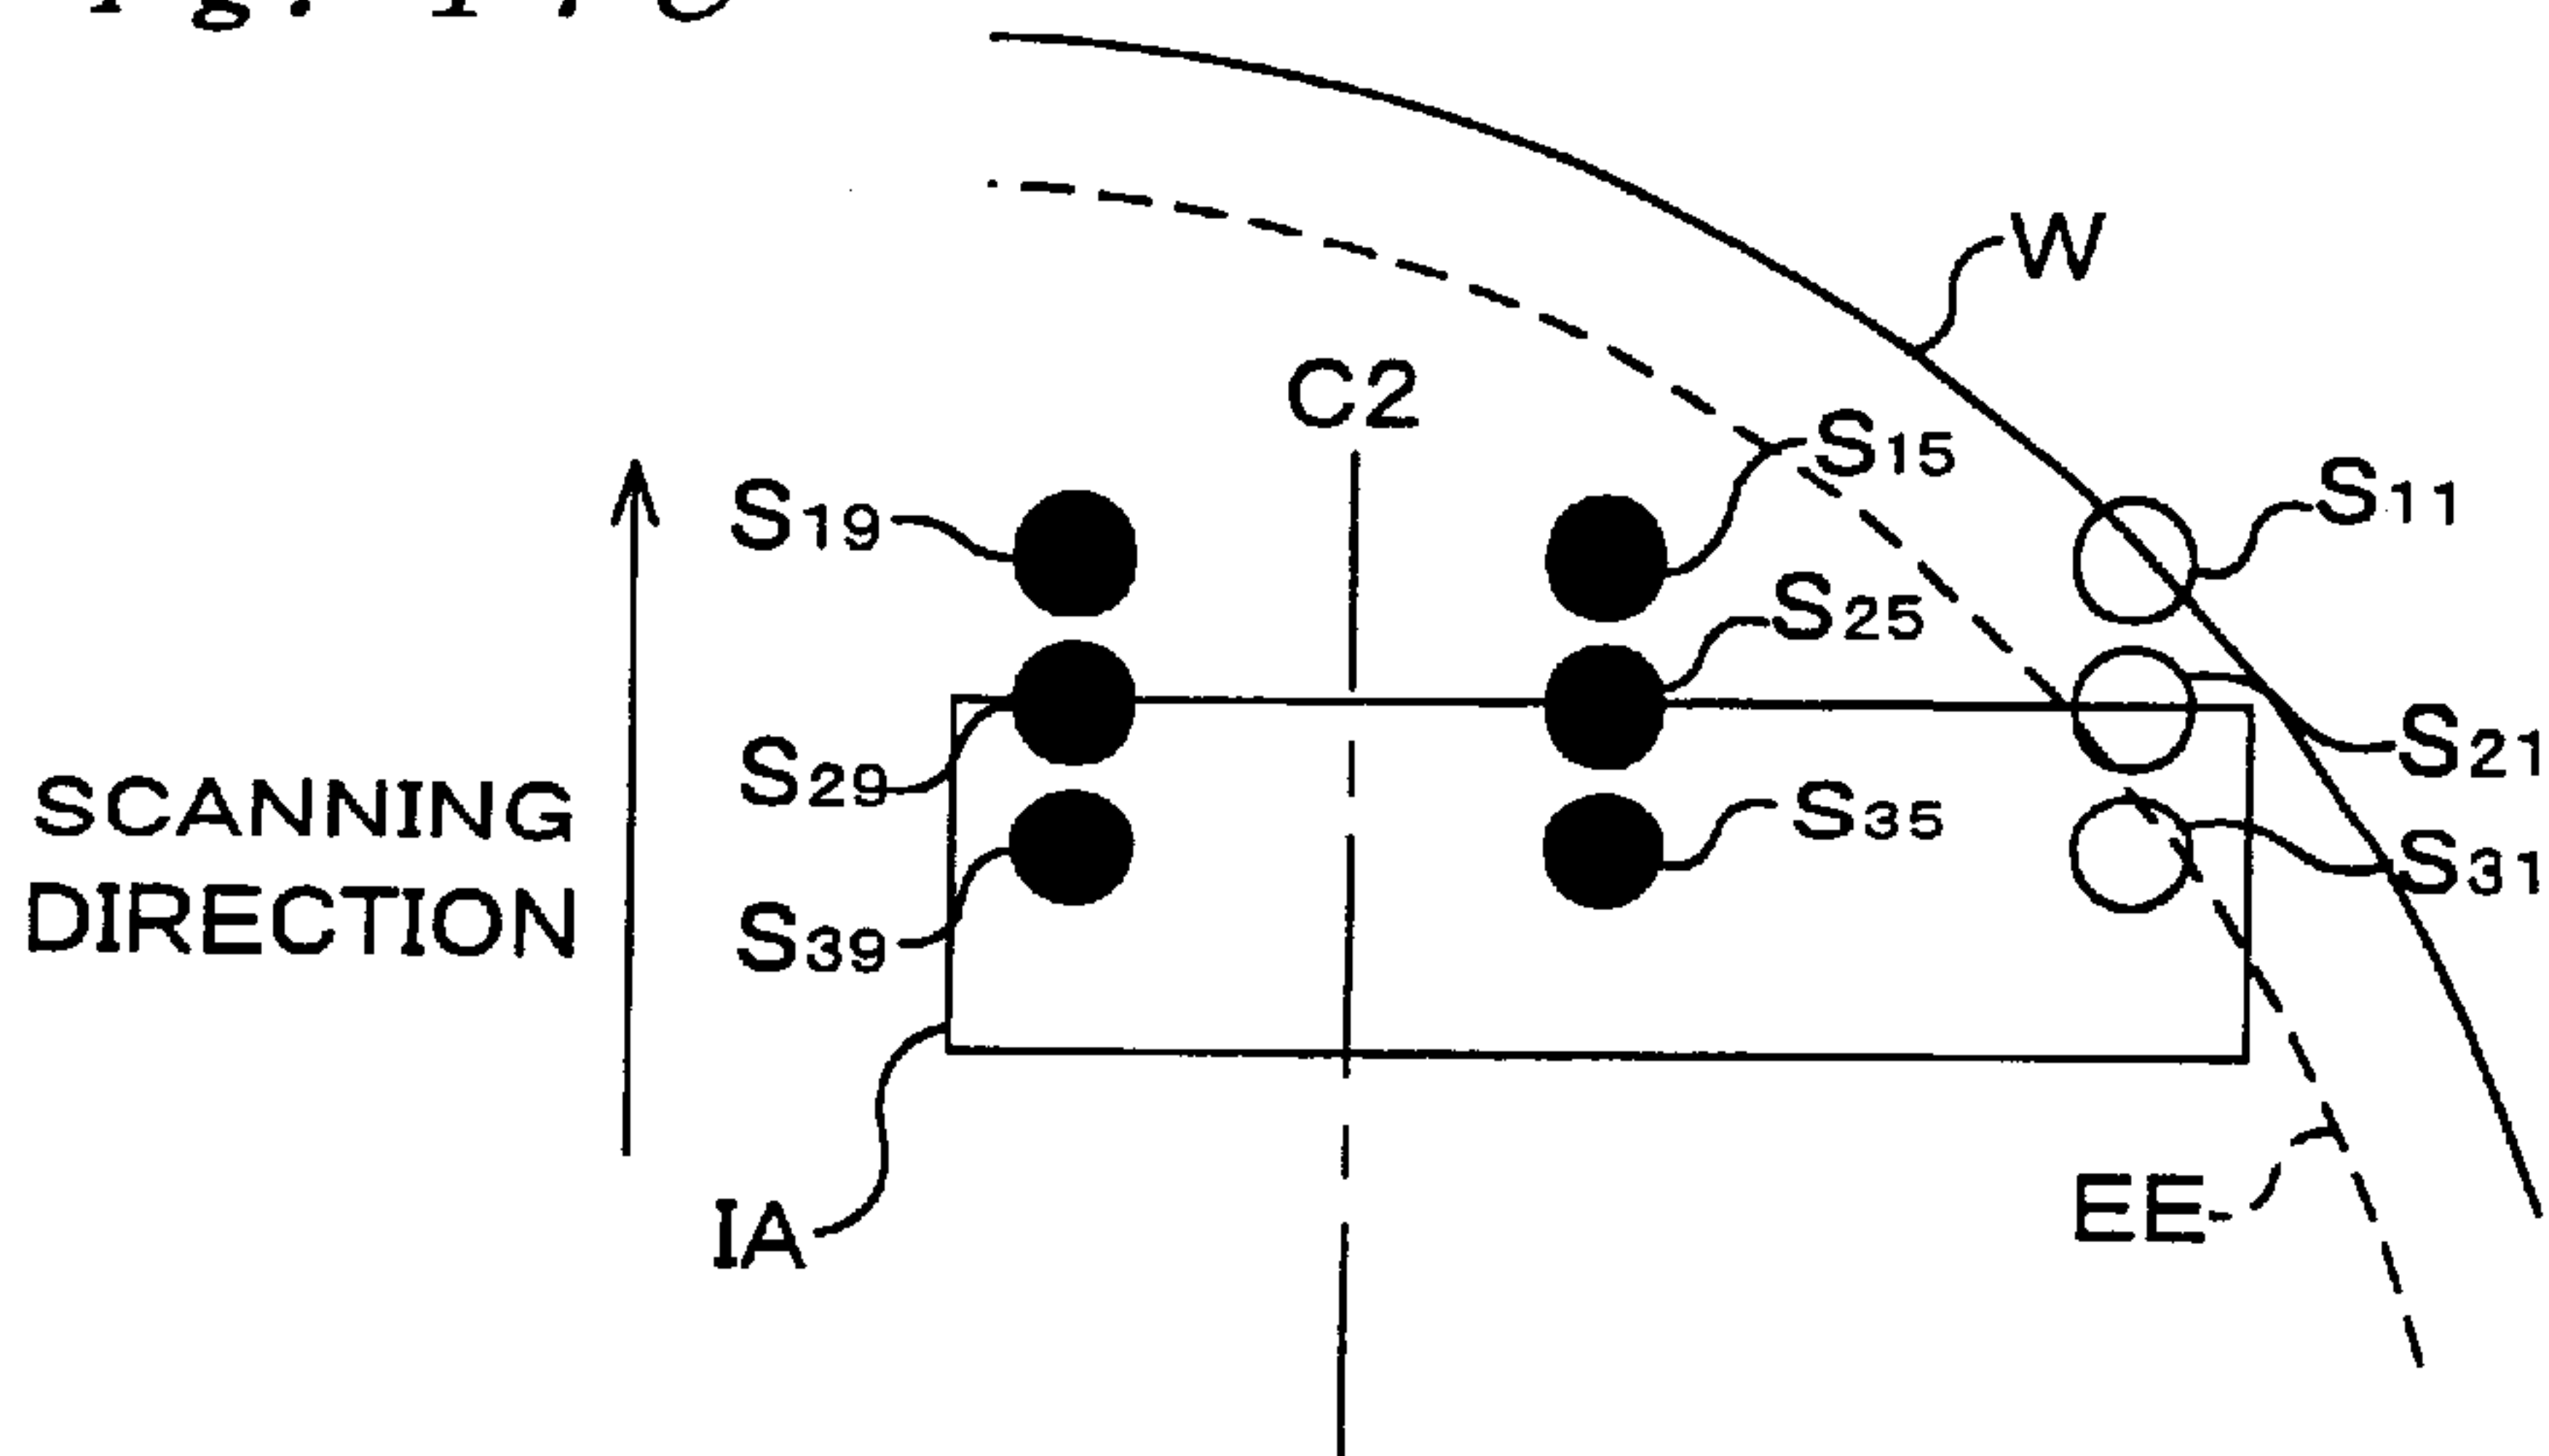 W
C2
S15
S11
S19
S25
S21
S29
SCANNING
DIRECTION
S35
S31
S39
IA
EE